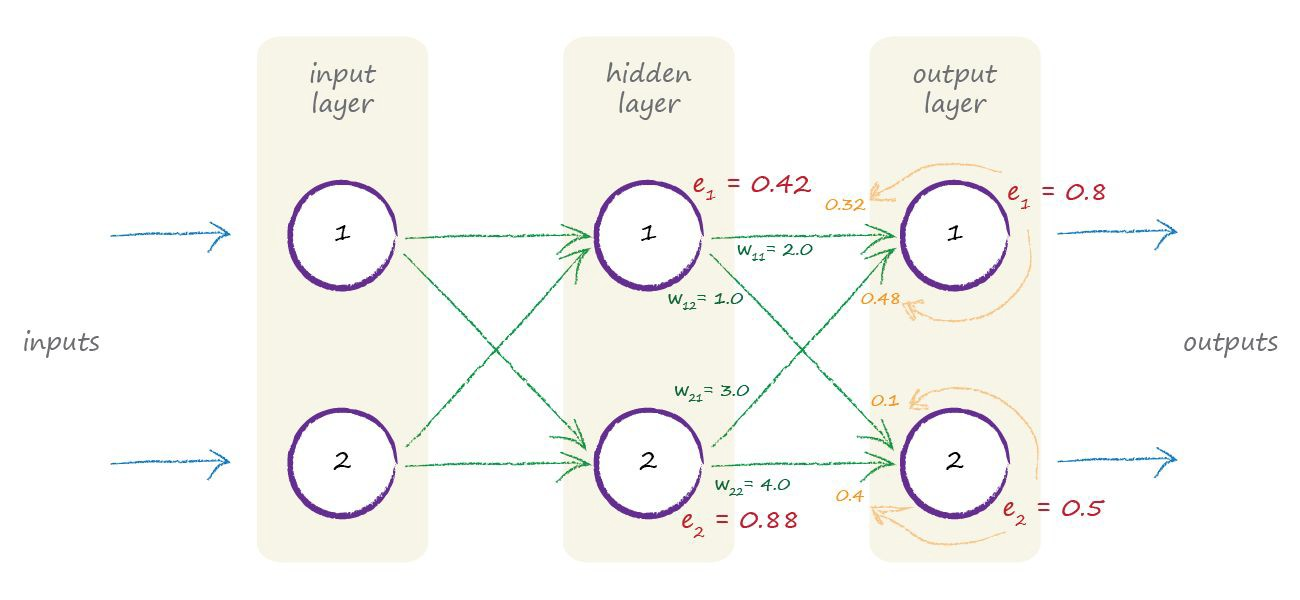 input
layer
hidden
layer
output
layer
e₁ = 0.42
e₁ = 0.8
0.32
1
1
1
w₁₁= 2.0
w₁₂= 1.0
0.48
inputs
outputs
w₂₁= 3.0
0.1
2
2
2
w₂₂= 4.0
0.4
e₂ = 0.5
e₂ = 0.88